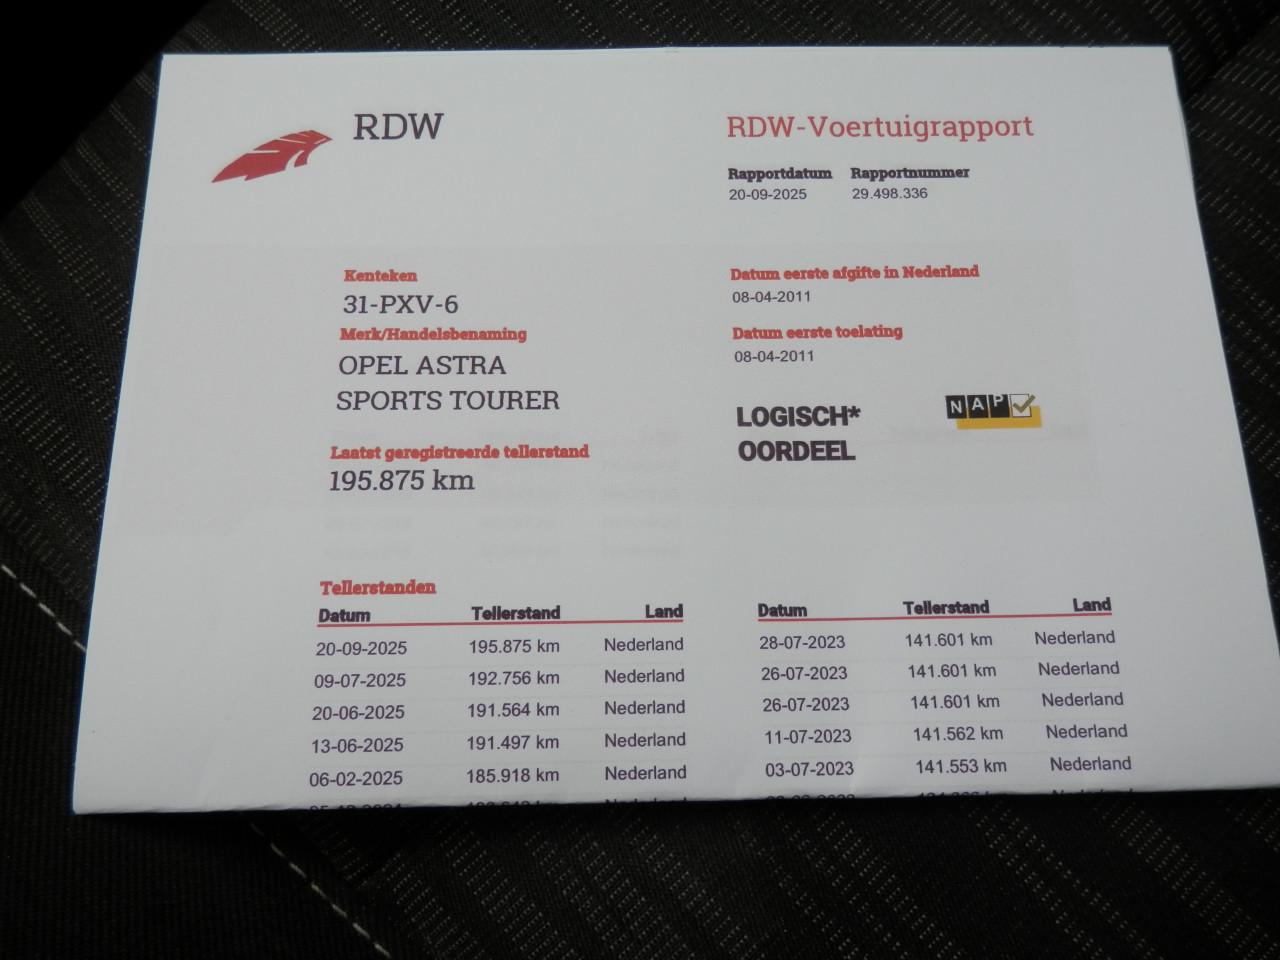 RDW
RDW-Voertuigrapport
Rapportdatum Rapportnummer
20-09-2025 29.498.336
Kenteken
31-PXV-6
Merk/Handelsbenaming
OPEL ASTRA
SPORTS TOURER
Laatst geregistreerde tellerstand
195.875 km
Datum eerste afgifte in Nederland
08-04-2011
Datum eerste toelating
08-04-2011
LOGISCH*
OORDEEL
NAP
Tellerstanden
Datum Tellerstand Land
20-09-2025 195.875 km Nederland
09-07-2025 192.756 km Nederland
20-06-2025 191.564 km Nederland
13-06-2025 191.497 km Nederland
06-02-2025 185.918 km Nederland
Datum Tellerstand Land
28-07-2023 141.601 km Nederland
26-07-2023 141.601 km Nederland
26-07-2023 141.601 km Nederland
11-07-2023 141.562 km Nederland
03-07-2023 141.553 km Nederland